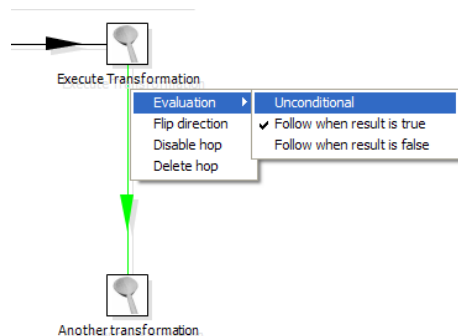 Execute Transformation
Evaluation
Unconditional
Flip direction
Follow when result is true
Disable hop
Follow when result is false
Delete hop
Another transformation